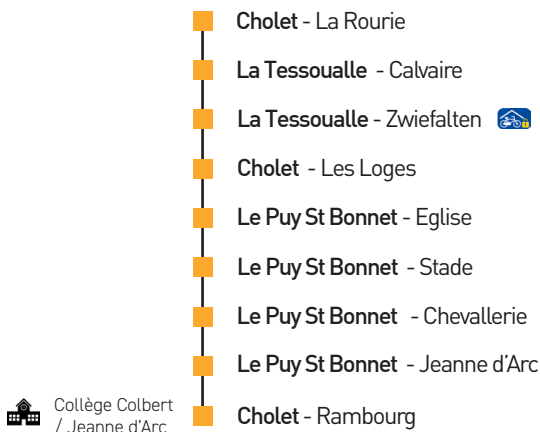 Cholet - La Rourie
La Tessoualle - Calvaire
La Tessoualle - Zwiefalten
Cholet - Les Loges
Le Puy St Bonnet - Eglise
Le Puy St Bonnet - Stade
Le Puy St Bonnet - Chevallerie
Le Puy St Bonnet - Jeanne d'Arc
Collège Colbert
/ Jeanne d'Arc
Cholet - Rambourg